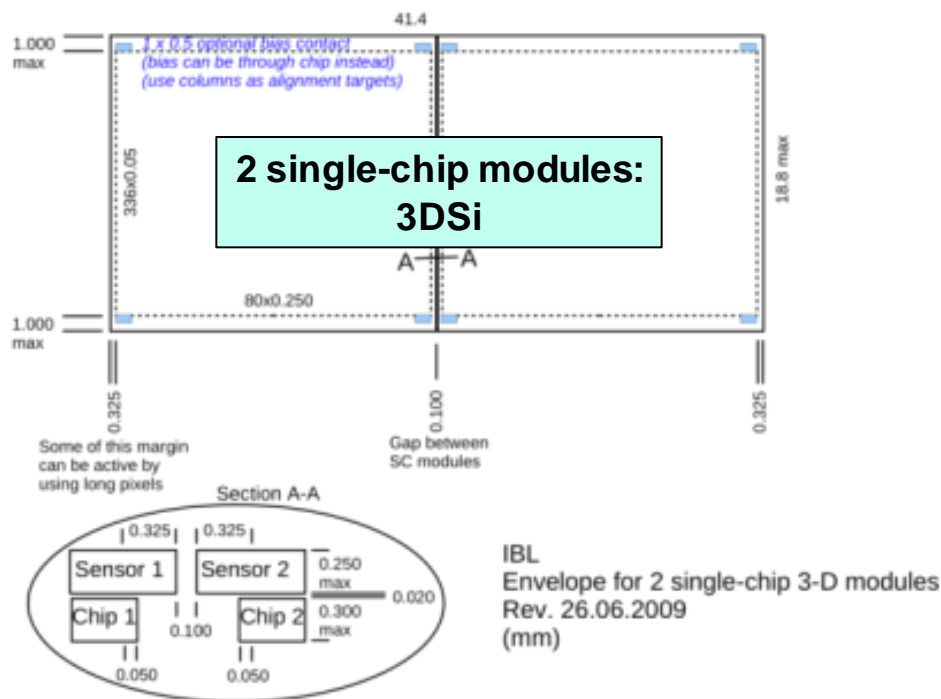 41.4
1.000
max
1 x 0.5 optional bias contact
(bias can be through chip instead)
(use columns as alignment targets)
336x0.05
18.8 max
2 single-chip modules:
3DSi
A A
80x0.250
1.000
max
0.325
0.100
0.325
Some of this margin
can be active by
using long pixels
Gap between
SC modules
Section A-A
0.325 0.325
Sensor 1 Sensor 2
0.250
max
0.020
Chip 1 Chip 2
0.300
max
0.100
0.050 0.050
IBL
Envelope for 2 single-chip 3-D modules
Rev. 26.06.2009
(mm)